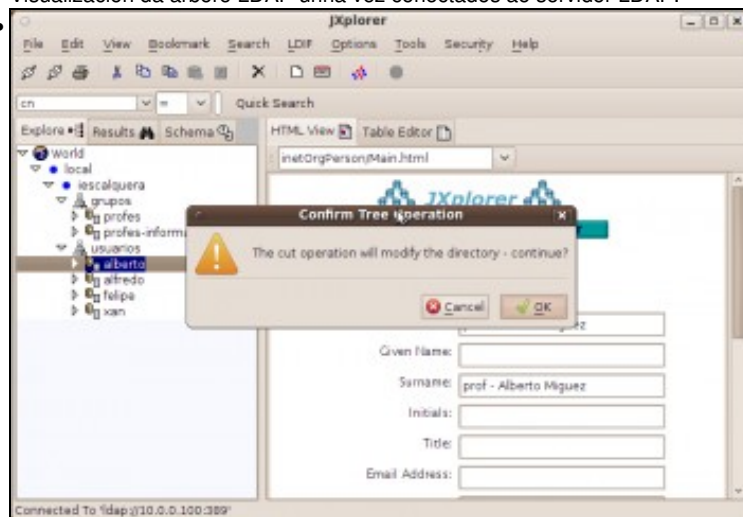 visualización da árbore LDAP unha vez conectados ao servidor LDAP.
JXplorer
File Edit View Bookmark Search LDIF Options Tools Security Help
cn = Quick Search
Explore Results Schema HTML View Table Editor
World
local
iescalquera
grupos
profes
profes-inform
usuarios
alberto
alfredo
felipe
xan
inetOrgPerson/Main.html
JXplorer
Confirm Tree Operation
The cut operation will modify the directory - continue?
Cancel OK
Given Name:
Surname: prof - Alberto Miguez
Initials:
Title:
Email Address:
Connected To 'ldap://10.0.0.100:389'